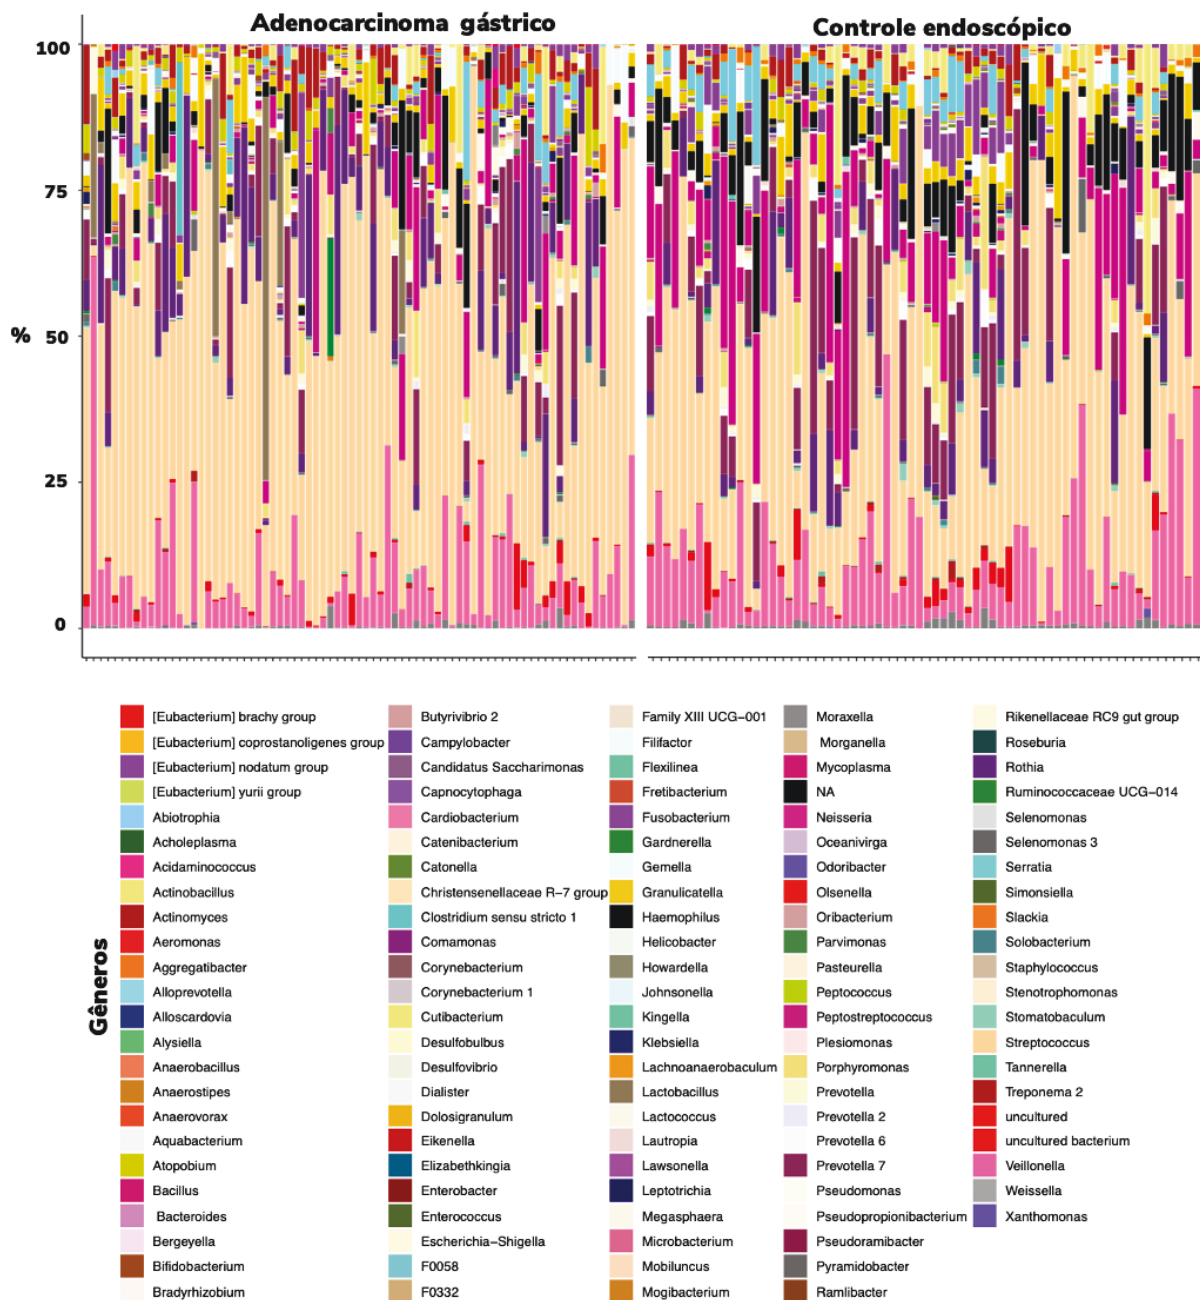 Adenocarcinoma gástrico
Controle endoscópico
100
75
%
50
25
0
Gêneros
[Eubacterium] brachy group
[Eubacterium] coprostanoligenes group
[Eubacterium] nodatum group
[Eubacterium] yurii group
Abiotrophia
Acholeplasma
Acidaminococcus
Actinobacillus
Actinomyces
Aeromonas
Aggregatibacter
Alloprevotella
Alloscardovia
Alysiella
Anaerobacillus
Anaerostipes
Anaerovorax
Aquabacterium
Atopobium
Bacillus
Bacteroides
Bergeyella
Bifidobacterium
Bradyrhizobium
Butyrivibrio 2
Campylobacter
Candidatus Saccharimonas
Capnocytophaga
Cardiobacterium
Catenibacterium
Catonella
Christensenellaceae R−7 group
Clostridium sensu stricto 1
Comamonas
Corynebacterium
Corynebacterium 1
Cutibacterium
Desulfobulbus
Desulfovibrio
Dialister
Dolosigranulum
Eikenella
Elizabethkingia
Enterobacter
Enterococcus
Escherichia−Shigella
F0058
F0332
Family XIII UCG−001
Filifactor
Flexilinea
Fretibacterium
Fusobacterium
Gardnerella
Gemella
Granulicatella
Haemophilus
Helicobacter
Howardella
Johnsonella
Kingella
Klebsiella
Lachnoanaerobaculum
Lactobacillus
Lactococcus
Lautropia
Lawsonella
Leptotrichia
Megasphaera
Microbacterium
Mobiluncus
Mogibacterium
Moraxella
Morganella
Mycoplasma
NA
Neisseria
Oceanivirga
Odoribacter
Olsenella
Oribacterium
Parvimonas
Pasteurella
Peptococcus
Peptostreptococcus
Plesiomonas
Porphyromonas
Prevotella
Prevotella 2
Prevotella 6
Prevotella 7
Pseudomonas
Pseudopropionibacterium
Pseudoramibacter
Pyramidobacter
Ramlibacter
Rikenellaceae RC9 gut group
Roseburia
Rothia
Ruminococcaceae UCG−014
Selenomonas
Selenomonas 3
Serratia
Simonsiella
Slackia
Solobacterium
Staphylococcus
Stenotrophomonas
Stomatobaculum
Streptococcus
Tannerella
Treponema 2
uncultured
uncultured bacterium
Veillonella
Weissella
Xanthomonas